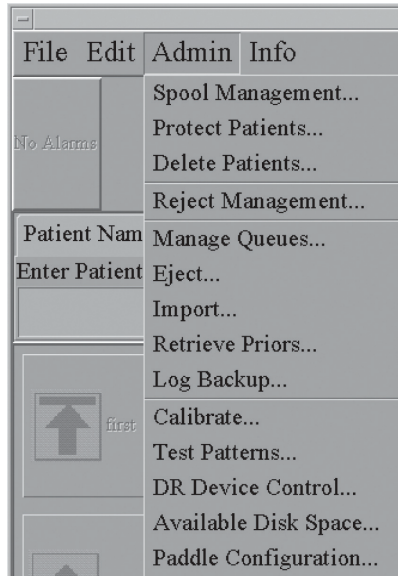 File Edit Admin Info
Spool Management...
Protect Patients...
No Alarms
Delete Patients...
Reject Management...
Patient Nam
Manage Queues...
Enter Patient
Eject...
Import...
Retrieve Priors...
Log Backup...
first
Calibrate...
Test Patterns...
DR Device Control...
Available Disk Space...
Paddle Configuration...